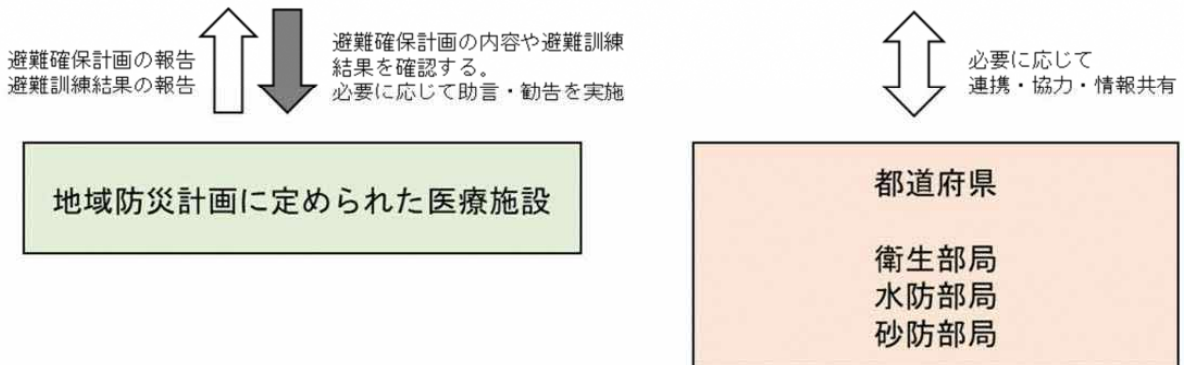 避難確保計画の報告
避難訓練結果の報告
避難確保計画の内容や避難訓練
結果を確認する。
必要に応じて助言・勧告を実施
必要に応じて
連携・協力・情報共有
地域防災計画に定められた医療施設
都道府県
衛生部局
水防部局
砂防部局